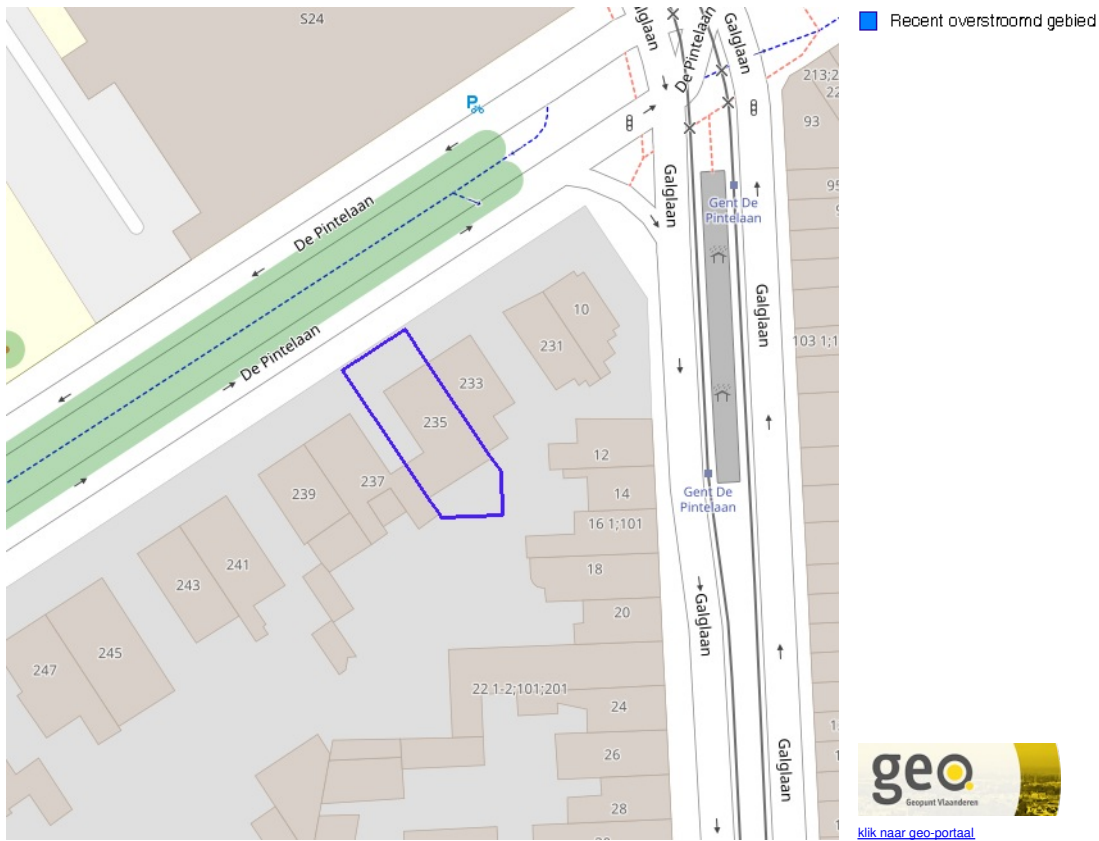 S24
Galglaan
De Pintelaan
Galglaan
Recent overstroomd gebied
213;2
22
93
P
De Pintelaan
Galglaan
Gent De
Pintelaan
95
10
231
Galglaan
103 1;1
De Pintelaan
233
235
12
237
239
14
Gent De
Pintelaan
16 1;101
18
241
243
Galglaan
20
245
247
22 1-2;101;201
24
26
Galglaan
28
geo
Geopunt Vlaanderen
klik naar geo-portaal